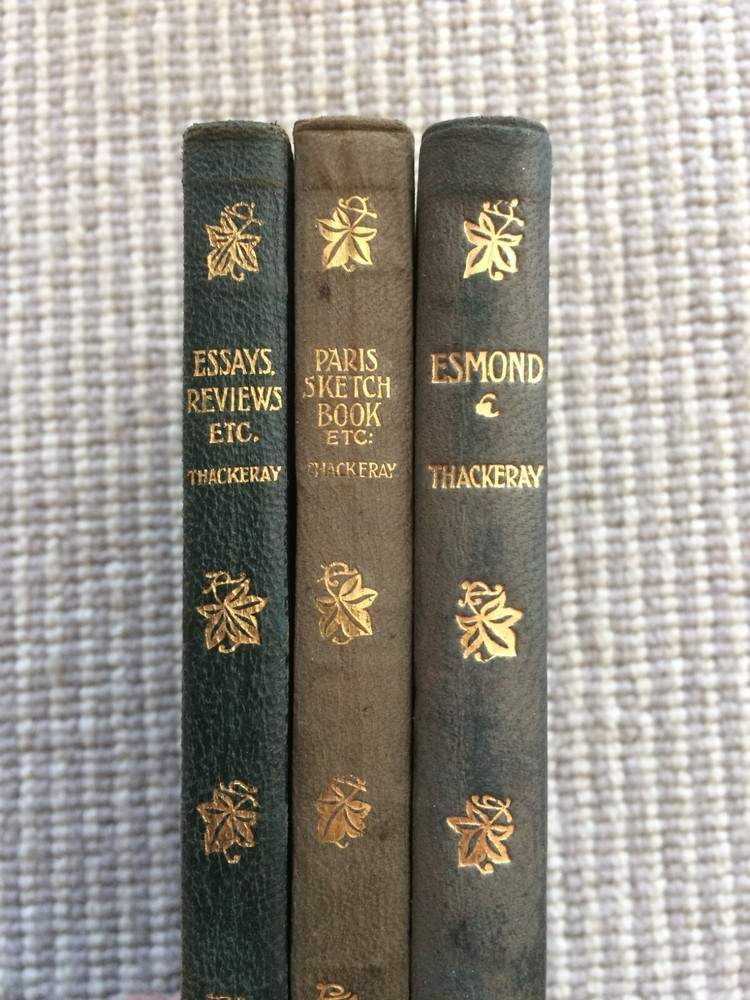 ESSAYS,
REVIEWS
ETC.
THACKERAY
PARIS
SKETCH
BOOK
ETC:
THACKERAY
ESMOND
THACKERAY